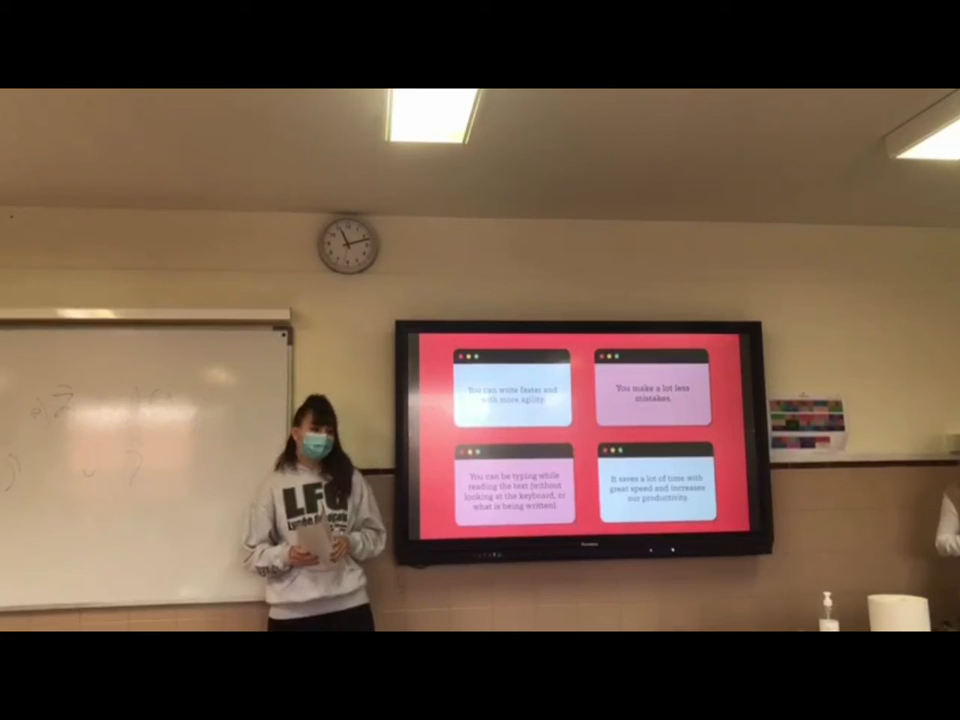 You can write faster and
with more agility.
You make a lot less
mistakes.
You can be typing while
reading the text (without
looking at the keyboard, or
what is being written).
It saves a lot of time with
great speed and increases
our productivity.
LFG